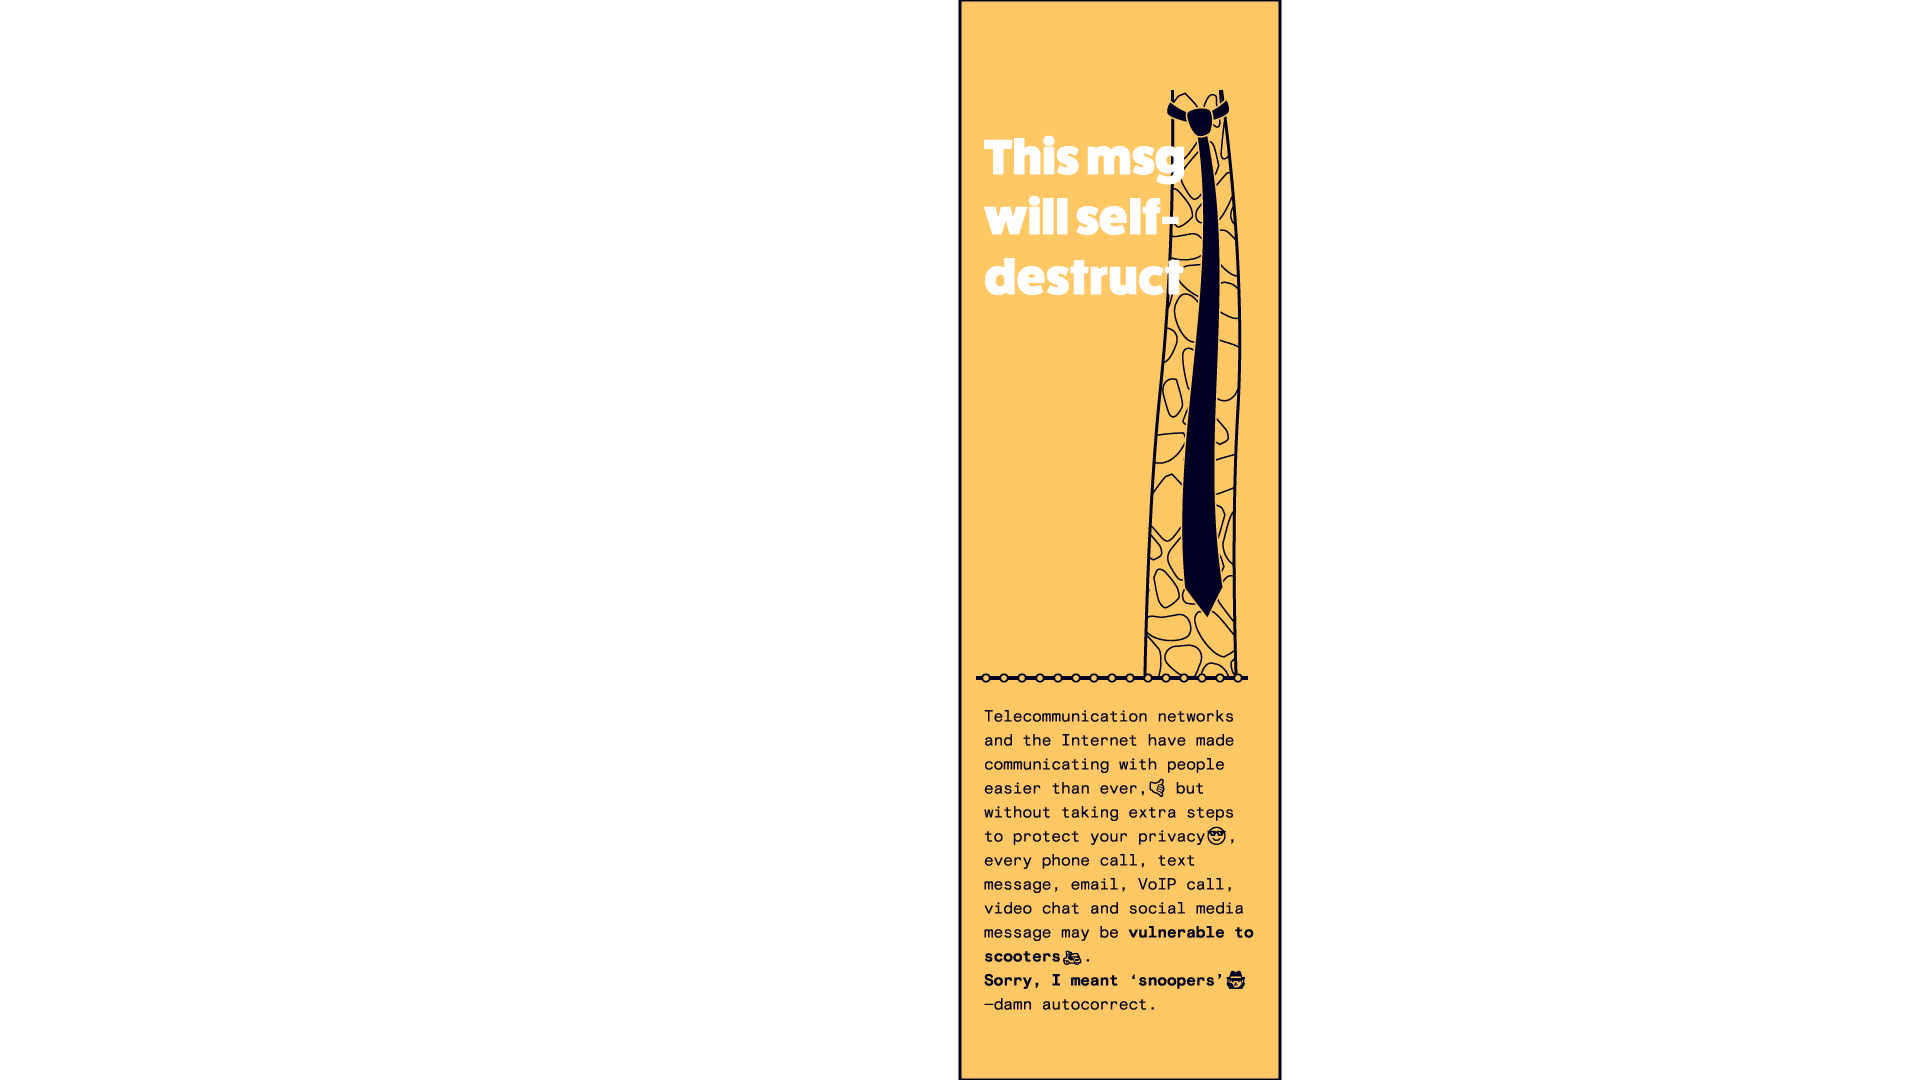 This msg
will self-
destruct
Telecommunication networks
and the Internet have made
communicating with people
easier than ever,🤙 but
without taking extra steps
to protect your privacy😎,
every phone call, text
message, email, VoIP call,
video chat and social media
message may be vulnerable to
scooters🛵.
Sorry, I meant ‘snoopers’🕵
—damn autocorrect.